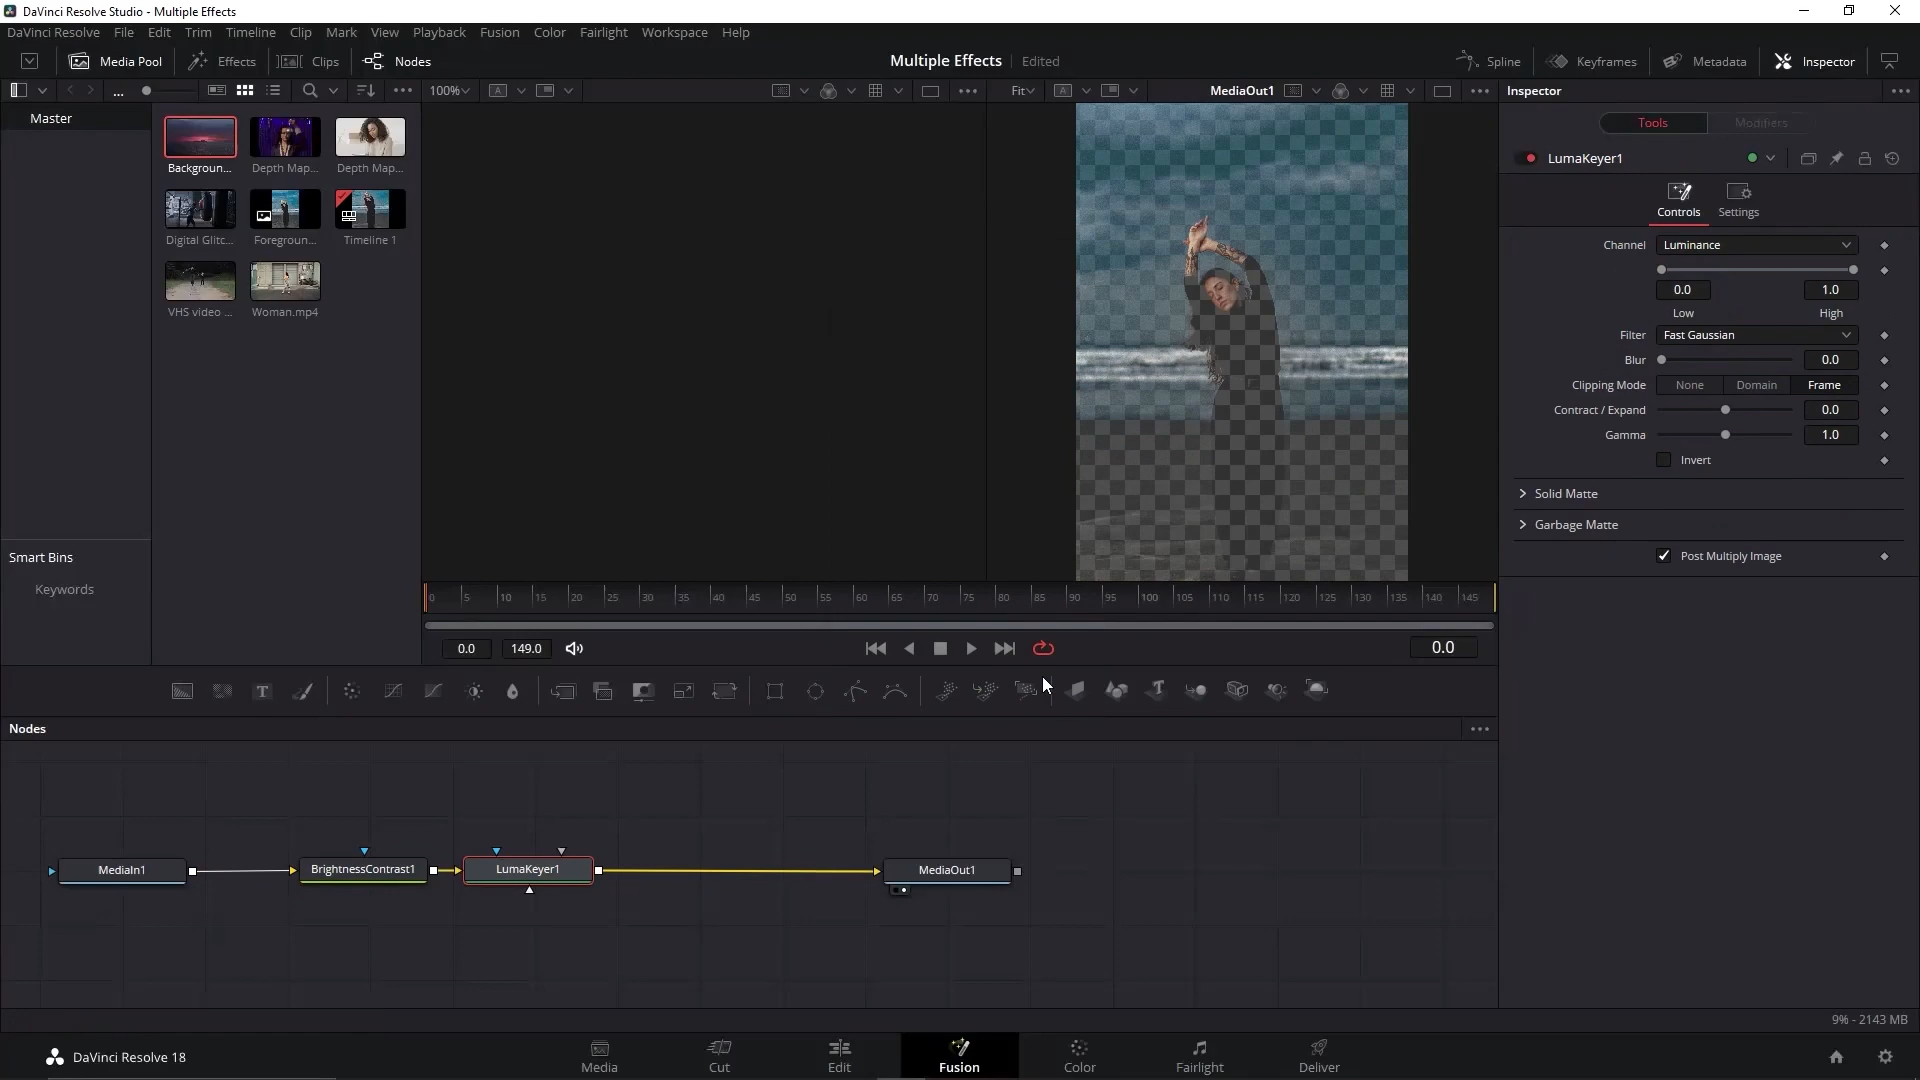 DaVinci Resolve Studio - Multiple Effects
DaVinci Resolve File Edit Trim Timeline Clip Mark View Playback Fusion Color Fairlight Workspace Help
Media Pool Effects Clips Nodes Multiple Effects Edited Spline Keyframes Metadata Inspector
... 100% A Fit A MediaOut1 Inspector
Master
Backgroun... Depth Map... Depth Map...
Digital Glitc... Foregroun... Timeline 1
VHS video ... Woman.mp4
Smart Bins
Keywords
Tools Modifiers
LumaKeyer1
Controls Settings
Channel Luminance
0.0 1.0
Low High
Filter Fast Gaussian
Blur 0.0
Clipping Mode None Domain Frame
Contract / Expand 0.0
Gamma 1.0
Invert
Solid Matte
Garbage Matte
Post Multiply Image
0 5 10 15 20 25 30 35 40 45 50 55 60 65 70 75 80 85 90 95 100 105 110 115 120 125 130 135 140 145
0.0 149.0 0.0
T T
Nodes
MediaIn1 BrightnessContrast1 LumaKeyer1 MediaOut1
9% - 2143 MB
DaVinci Resolve 18 Media Cut Edit Fusion Color Fairlight Deliver